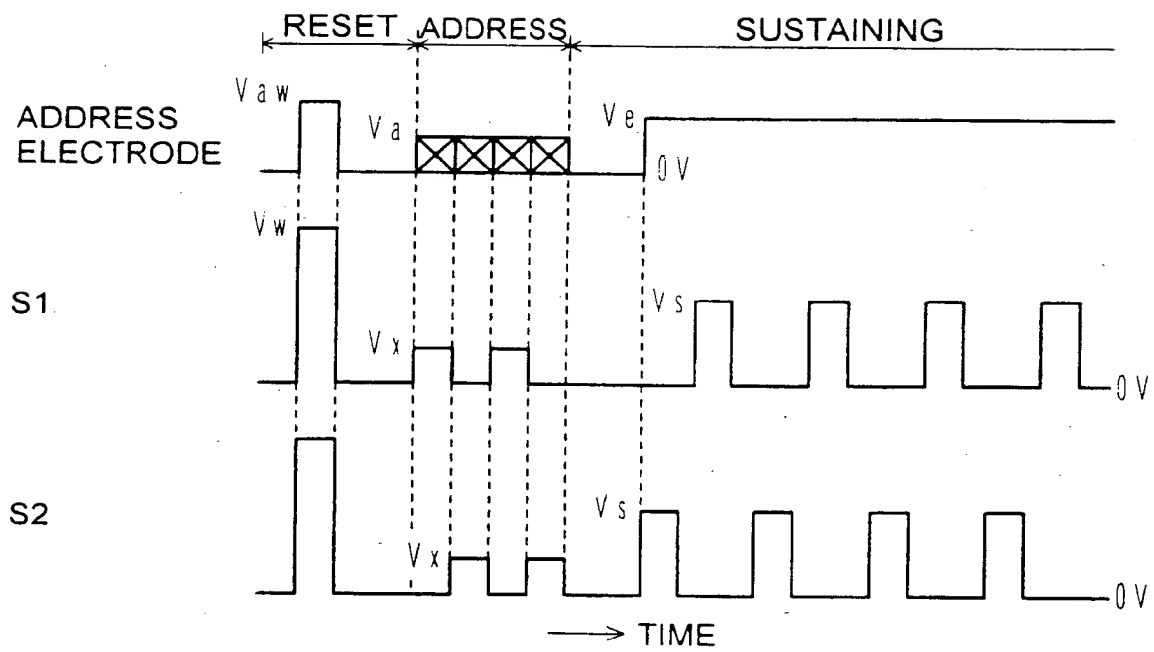 RESET ADDRESS SUSTAINING
Vaw
ADDRESS
ELECTRODE
Va
Ve
0V
Vw
S1
Vx
Vs
0V
S2
Vs
Vx
0V
TIME